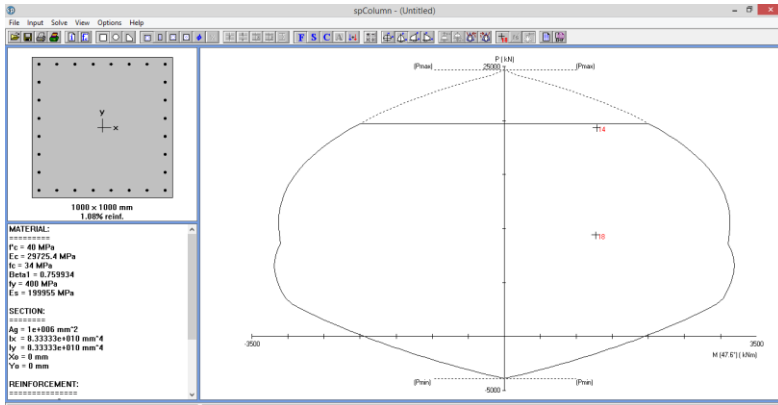 spColumn - (Untitled)
File Input Solve View Options Help
F S C
y
x
1000 x 1000 mm
1.08% reinf.
MATERIAL:
=========
f'c = 40 MPa
Ec = 29725.4 MPa
fc = 34 MPa
Beta1 = 0.759934
fy = 400 MPa
Es = 199955 MPa
SECTION:
========
Ag = 1e+006 mm^2
Ix = 8.33333e+010 mm^4
Iy = 8.33333e+010 mm^4
Xo = 0 mm
Yo = 0 mm
REINFORCEMENT:
==============
P ( kN)
(Pmax) 25000 (Pmax)
14
18
-3500 3500
M (47.6°) ( kNm)
(Pmin) (Pmin)
-5000